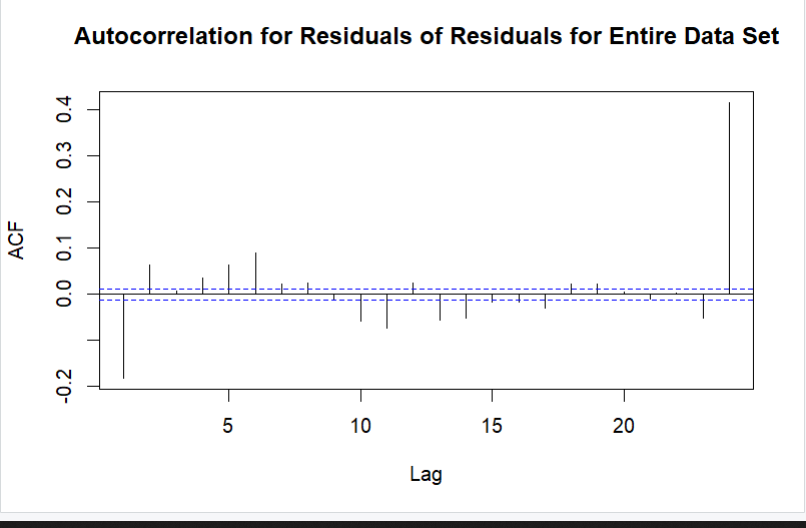 Autocorrelation for Residuals of Residuals for Entire Data Set
0.4
0.3
0.2
0.1
0.0
-0.2
ACF
5 10 15 20
Lag